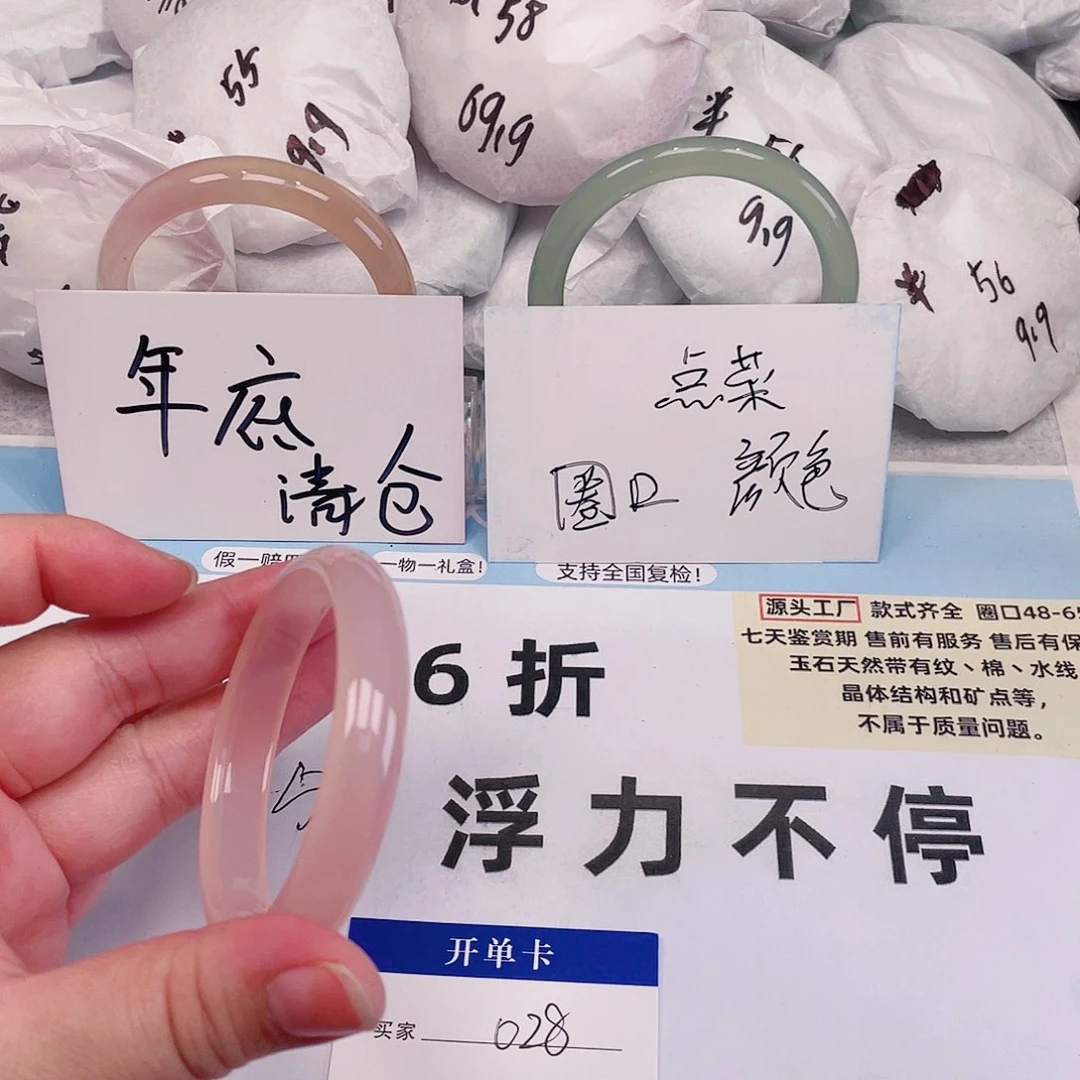 58
69,9
55
9,9
半
9,9
半 56
9,9
年底
清仓
点菜
圈口 颜色
假一赔
一物一礼盒!
支持全国复检!
源头工厂 款式齐全 圈口48-6
七天鉴赏期 售前有服务 售后有保
玉石天然带有纹、棉、水线
晶体结构和矿点等，
不属于质量问题。
6折
浮力不停
开单卡
买家 028